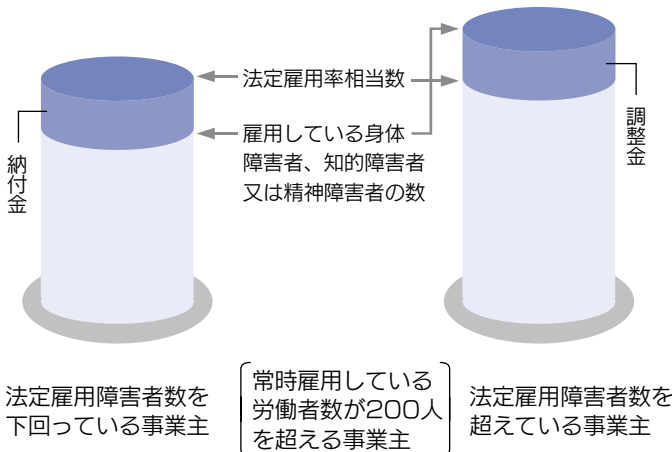 法定雇用率相当数
雇用している身体
障害者、知的障害者
又は精神障害者の数
納付金
調整金
法定雇用障害者数を
下回っている事業主
常時雇用している
労働者数が200人
を超える事業主
法定雇用障害者数を
超えている事業主